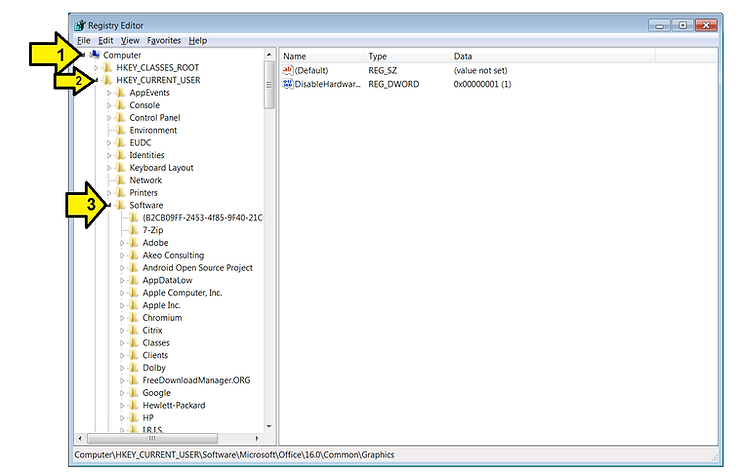 Registry Editor
File Edit View Favorites Help
1 Computer
HKEY_CLASSES_ROOT
2 HKEY_CURRENT_USER
AppEvents
Console
Control Panel
Environment
EUDC
Identities
Keyboard Layout
Network
Printers
3 Software
{B2CB09FF-2453-4f85-9F40-21C
7-Zip
Adobe
Akeo Consulting
Android Open Source Project
AppDataLow
Apple Computer, Inc.
Apple Inc.
Chromium
Citrix
Classes
Clients
Dolby
FreeDownloadManager.ORG
Google
Hewlett-Packard
HP
I.R.I.S.
Name Type Data
(Default) REG_SZ (value not set)
DisableHardwar... REG_DWORD 0x00000001 (1)
Computer\HKEY_CURRENT_USER\Software\Microsoft\Office\16.0\Common\Graphics